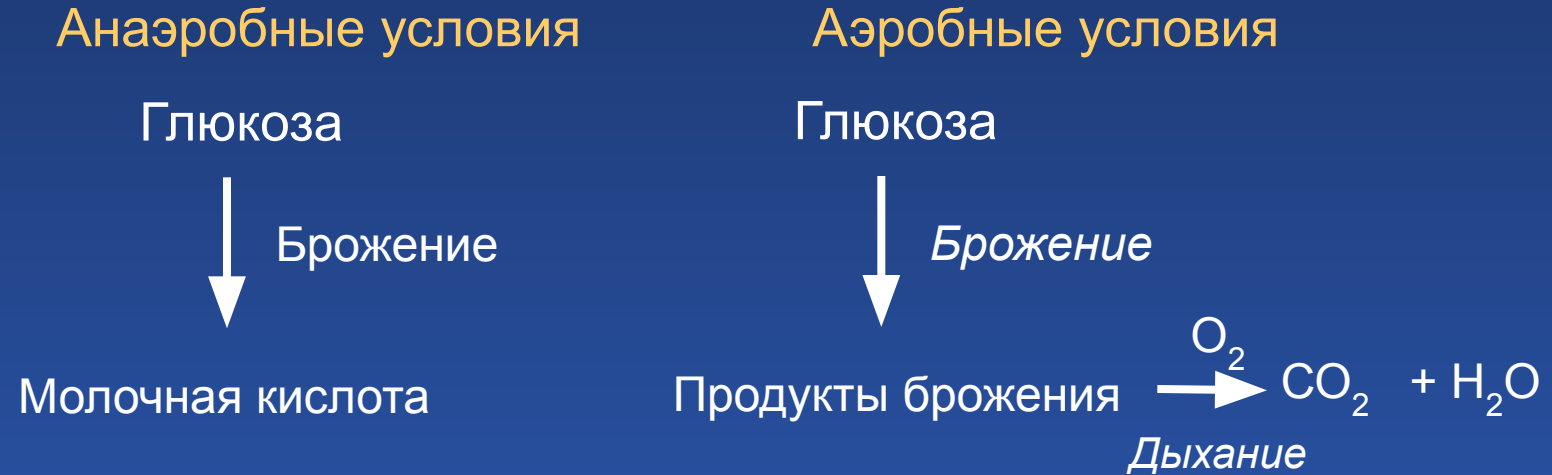 Анаэробные условия
Глюкоза
Брожение
Молочная кислота
Аэробные условия
Глюкоза
Брожение
Продукты брожения
O₂
Дыхание
CO₂ + H₂O